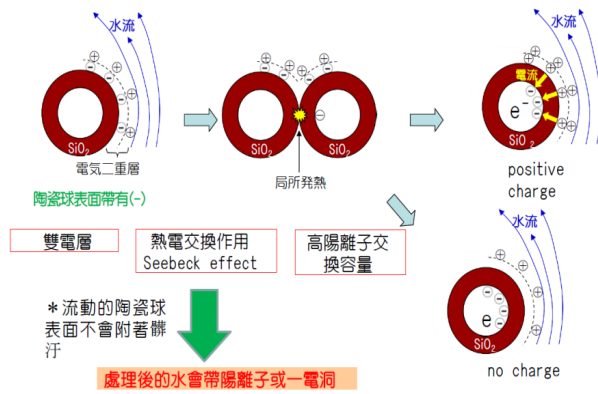 水流
SiO₂
電気二重層
陶瓷球表面帶有(-)
SiO₂
SiO₂
局所発熱
電流
e⁻
SiO₂
positive
charge
雙電層
熱電交換作用
Seebeck effect
高陽離子交
換容量
水流
e
SiO₂
no charge
＊流動的陶瓷球
表面不會附著髒
汙
處理後的水會帶陽離子或一電洞
水流